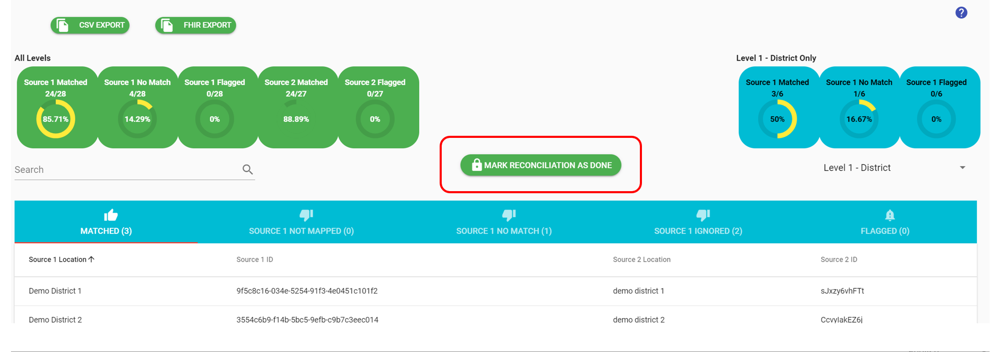 CSV EXPORT
FHIR EXPORT
?
All Levels
Level 1 - District Only
Source 1 Matched
24/28
85.71%
Source 1 No Match
4/28
14.29%
Source 1 Flagged
0/28
0%
Source 2 Matched
24/27
88.89%
Source 2 Flagged
0/27
0%
Source 1 Matched
3/6
50%
Source 1 No Match
1/6
16.67%
Source 1 Flagged
0/6
0%
Search
MARK RECONCILIATION AS DONE
Level 1 - District
MATCHED (3)
SOURCE 1 NOT MAPPED (0)
SOURCE 1 NO MATCH (1)
SOURCE 1 IGNORED (2)
FLAGGED (0)
Source 1 Location
Source 1 ID
Source 2 Location
Source 2 ID
Demo District 1
9f5c8c16-034e-5254-91f3-4e0451c101f2
demo district 1
sJxzy6vhFTt
Demo District 2
3554c6b9-f14b-5bc5-9efb-c9b7c3eec014
demo district 2